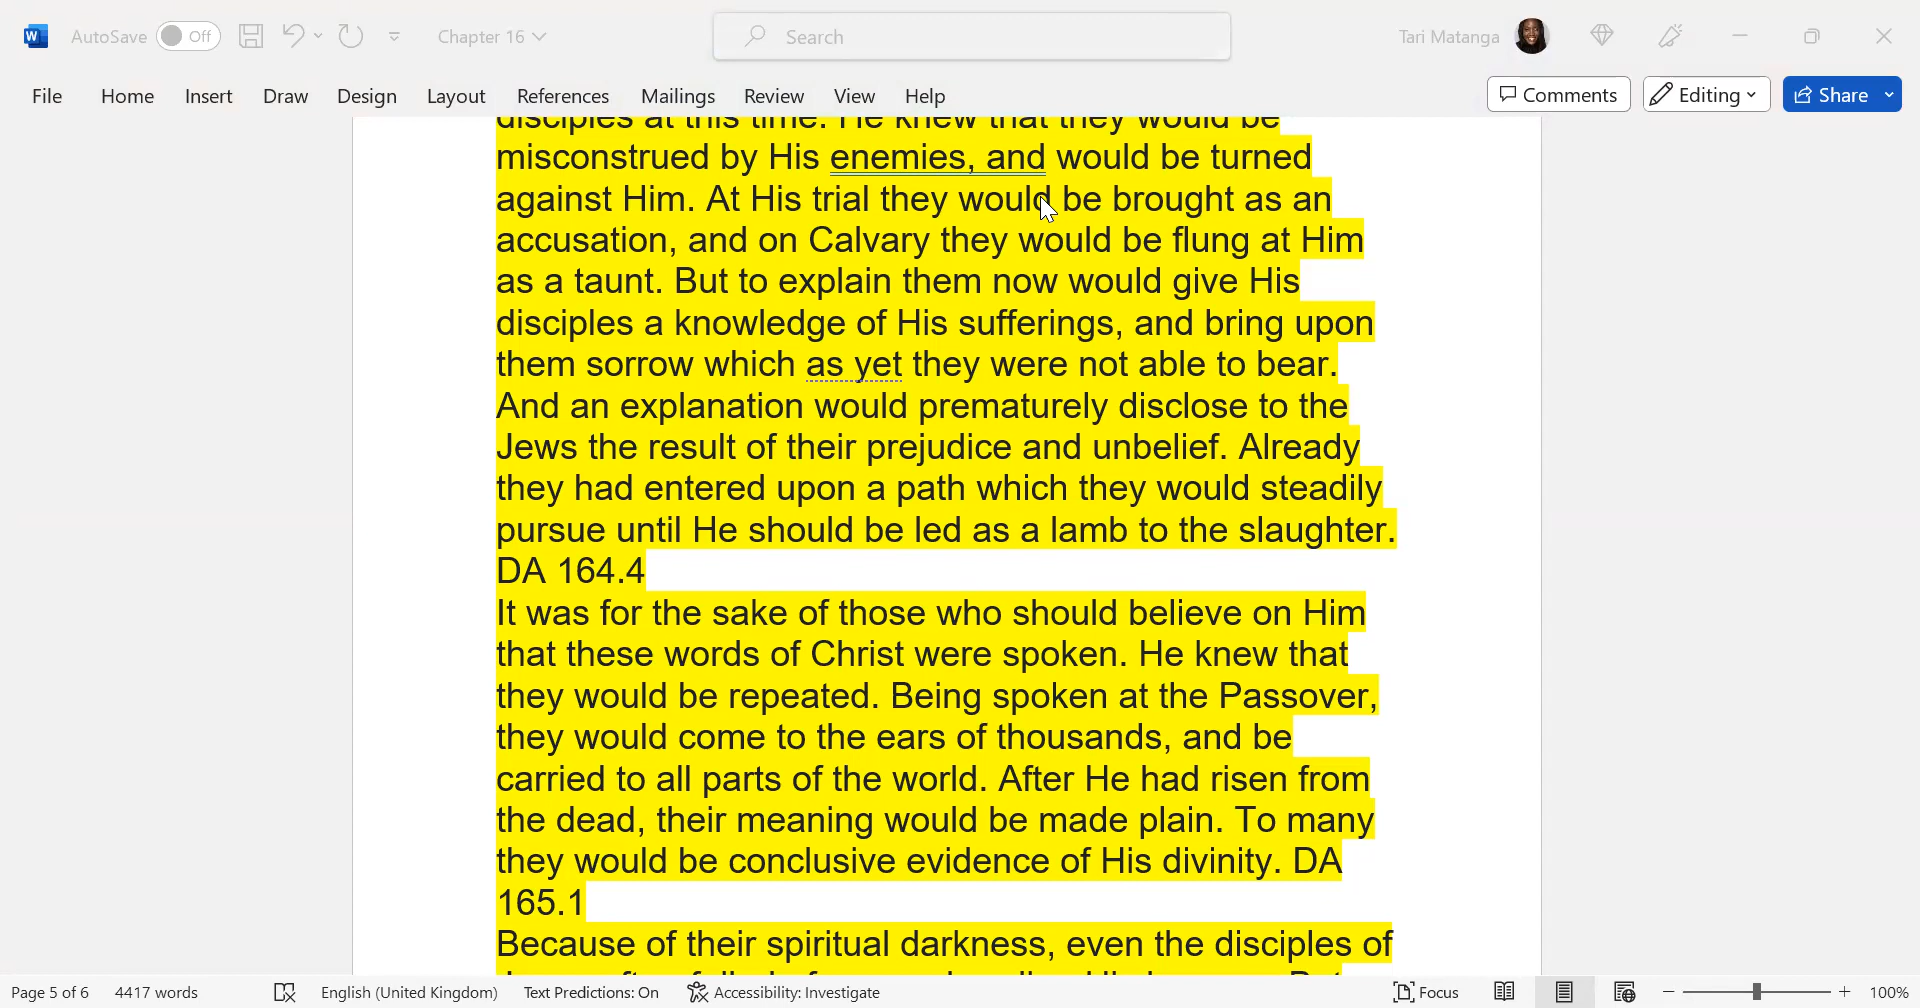 AutoSave Off Chapter 16 Search Tari Matanga
File Home Insert Draw Design Layout References Mailings Review View Help Comments Editing Share
disciples at this time. He knew that they would be
misconstrued by His enemies, and would be turned
against Him. At His trial they would be brought as an
accusation, and on Calvary they would be flung at Him
as a taunt. But to explain them now would give His
disciples a knowledge of His sufferings, and bring upon
them sorrow which as yet they were not able to bear.
And an explanation would prematurely disclose to the
Jews the result of their prejudice and unbelief. Already
they had entered upon a path which they would steadily
pursue until He should be led as a lamb to the slaughter.
DA 164.4
It was for the sake of those who should believe on Him
that these words of Christ were spoken. He knew that
they would be repeated. Being spoken at the Passover,
they would come to the ears of thousands, and be
carried to all parts of the world. After He had risen from
the dead, their meaning would be made plain. To many
they would be conclusive evidence of His divinity. DA
165.1
Because of their spiritual darkness, even the disciples of
Page 5 of 6 4417 words English (United Kingdom) Text Predictions: On Accessibility: Investigate Focus 100%